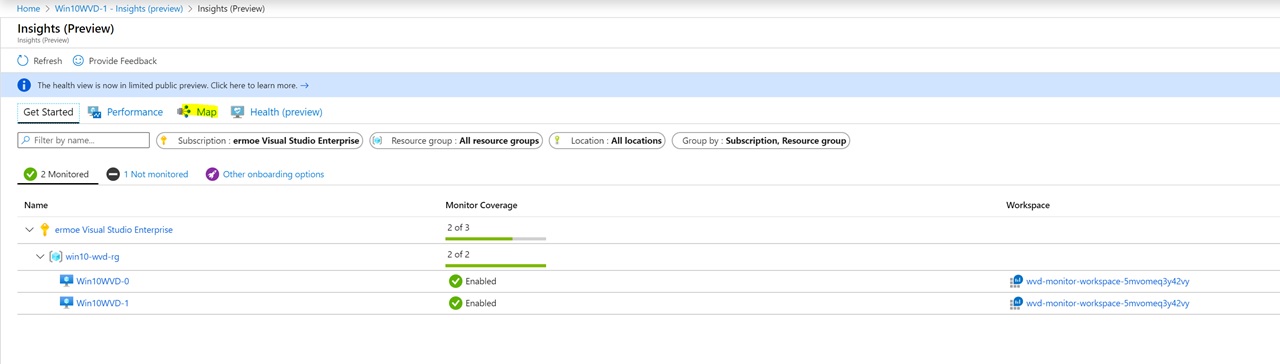 Home > Win10WVD-1 - Insights (preview) > Insights (Preview)
Insights (Preview)
Insights (Preview)
Refresh Provide Feedback
The health view is now in limited public preview. Click here to learn more. →
Get Started Performance Map Health (preview)
Filter by name... Subscription : ermoe Visual Studio Enterprise Resource group : All resource groups Location : All locations Group by : Subscription, Resource group
2 Monitored 1 Not monitored Other onboarding options
Name Monitor Coverage Workspace
ermoe Visual Studio Enterprise 2 of 3
win10-wvd-rg 2 of 2
Win10WVD-0 Enabled wvd-monitor-workspace-5mvomeq3y42vy
Win10WVD-1 Enabled wvd-monitor-workspace-5mvomeq3y42vy